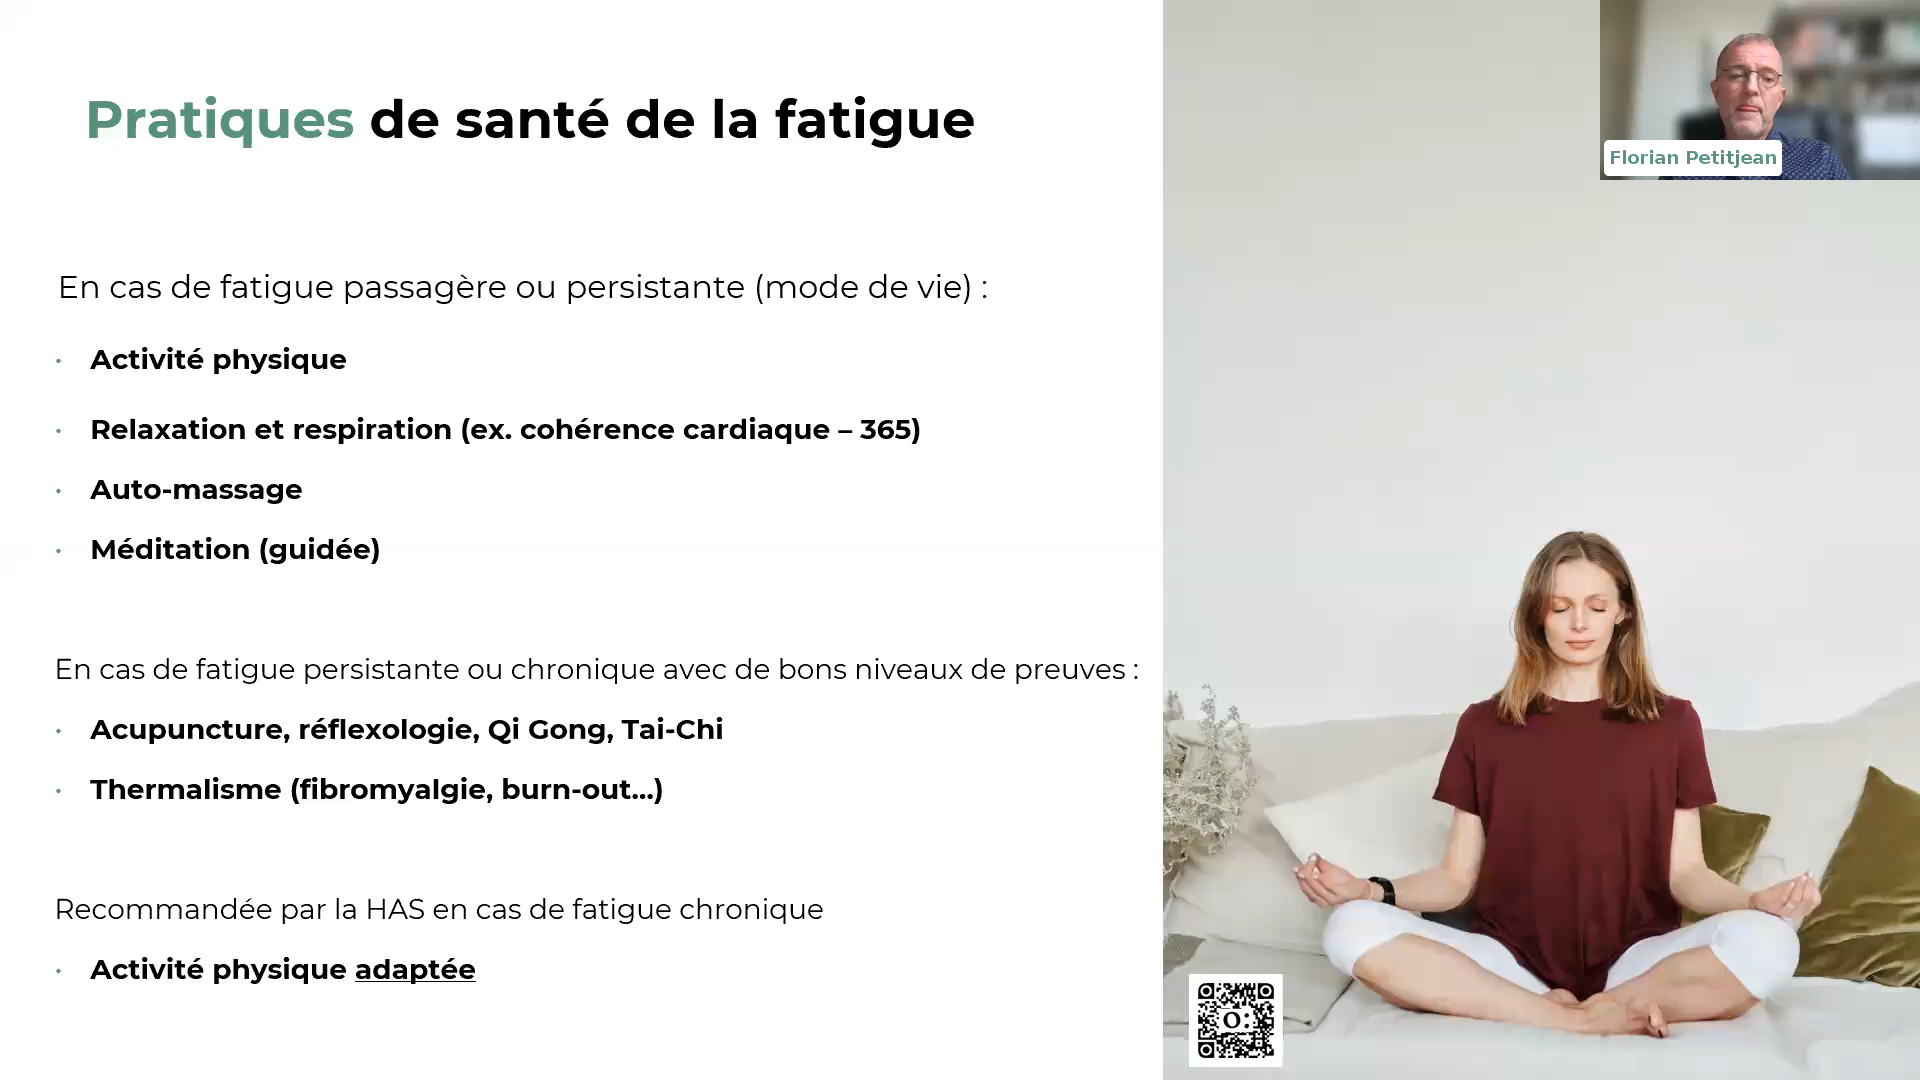 Pratiques de santé de la fatigue
Florian Petitjean
En cas de fatigue passagère ou persistante (mode de vie) :
· Activité physique
· Relaxation et respiration (ex. cohérence cardiaque – 365)
· Auto-massage
· Méditation (guidée)
En cas de fatigue persistante ou chronique avec de bons niveaux de preuves :
· Acupuncture, réflexologie, Qi Gong, Tai-Chi
· Thermalisme (fibromyalgie, burn-out...)
Recommandée par la HAS en cas de fatigue chronique
· Activité physique adaptée
o: